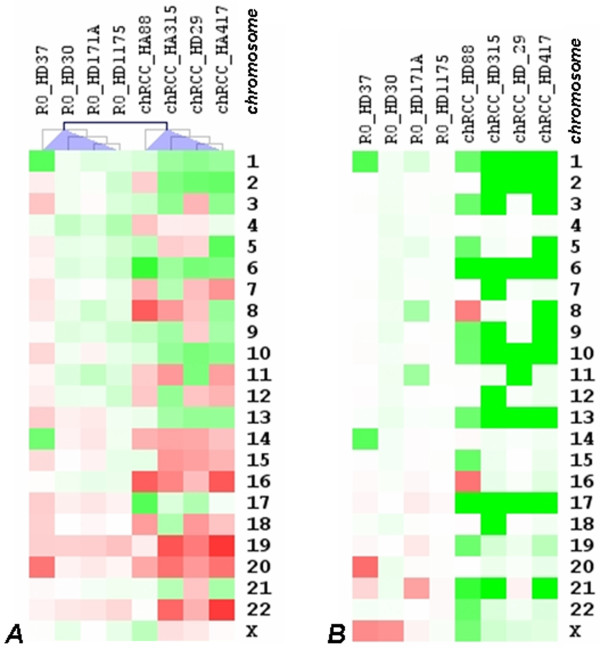 RO_HD37
RO_HD30
RO_HD171A
RO_HD1175
chRCC_HA88
chRCC_HA315
chRCC_HD29
chRCC_HA417
chromosome
1
2
3
4
5
6
7
8
9
10
11
12
13
14
15
16
17
18
19
20
21
22
X
A
RO_HD37
RO_HD30
RO_HD171A
RO_HD1175
chRCC_HD88
chRCC_HD315
chRCC_HD_29
chRCC_HD417
chromosome
1
2
3
4
5
6
7
8
9
10
11
12
13
14
15
16
17
18
19
20
21
22
X
B